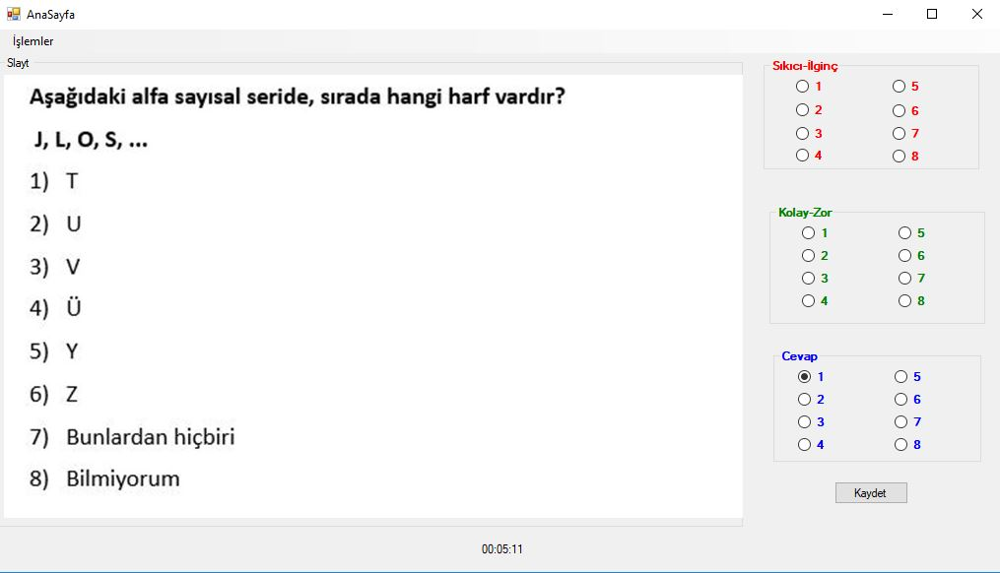 AnaSayfa
İşlemler
Slayt
Aşağıdaki alfa sayısal seride, sırada hangi harf vardır?
J, L, O, S, ...
1) T
2) U
3) V
4) Ü
5) Y
6) Z
7) Bunlardan hiçbiri
8) Bilmiyorum
Sıkıcı-İlginç
1 5
2 6
3 7
4 8
Kolay-Zor
1 5
2 6
3 7
4 8
Cevap
1 5
2 6
3 7
4 8
Kaydet
00:05:11